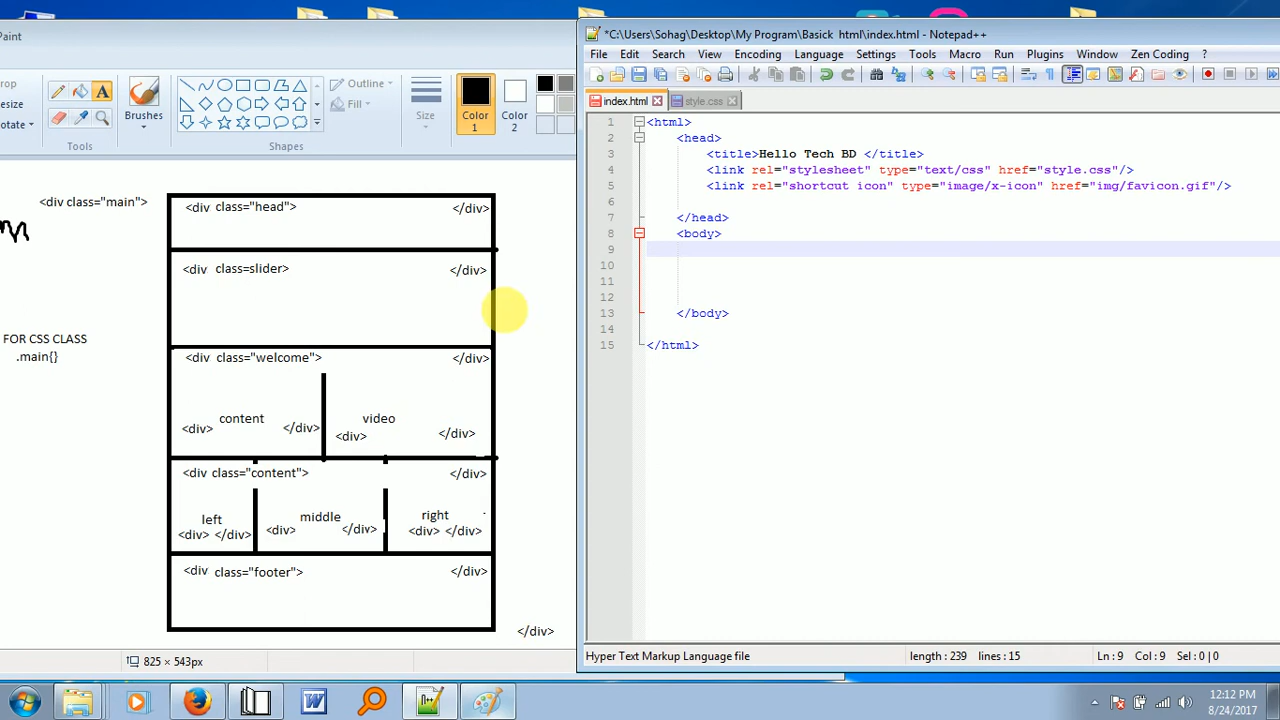 Paint
*C:\Users\Sohag\Desktop\My Program\Basick html\index.html - Notepad++
File Edit Search View Encoding Language Settings Tools Macro Run Plugins Window Zen Coding ?
index.html style.css
rop
esize
otate
Tools
Brushes
Outline
Fill
Shapes
Size
Color 1
Color 2
<div class="main">
<div class="head"> </div>
<div class=slider> </div>
FOR CSS CLASS
.main{}
<div class="welcome"> </div>
content video
<div> </div> <div> </div>
<div class="content"> </div>
left middle right
<div> </div> <div> </div> <div> </div>
<div class="footer"> </div>
</div>
825 × 543px
1 <html>
2 <head>
3 <title>Hello Tech BD </title>
4 <link rel="stylesheet" type="text/css" href="style.css"/>
5 <link rel="shortcut icon" type="image/x-icon" href="img/favicon.gif"/>
6
7 </head>
8 <body>
9
10
11
12
13 </body>
14
15 </html>
Hyper Text Markup Language file length : 239 lines : 15 Ln : 9 Col : 9 Sel : 0 | 0
12:12 PM
8/24/2017